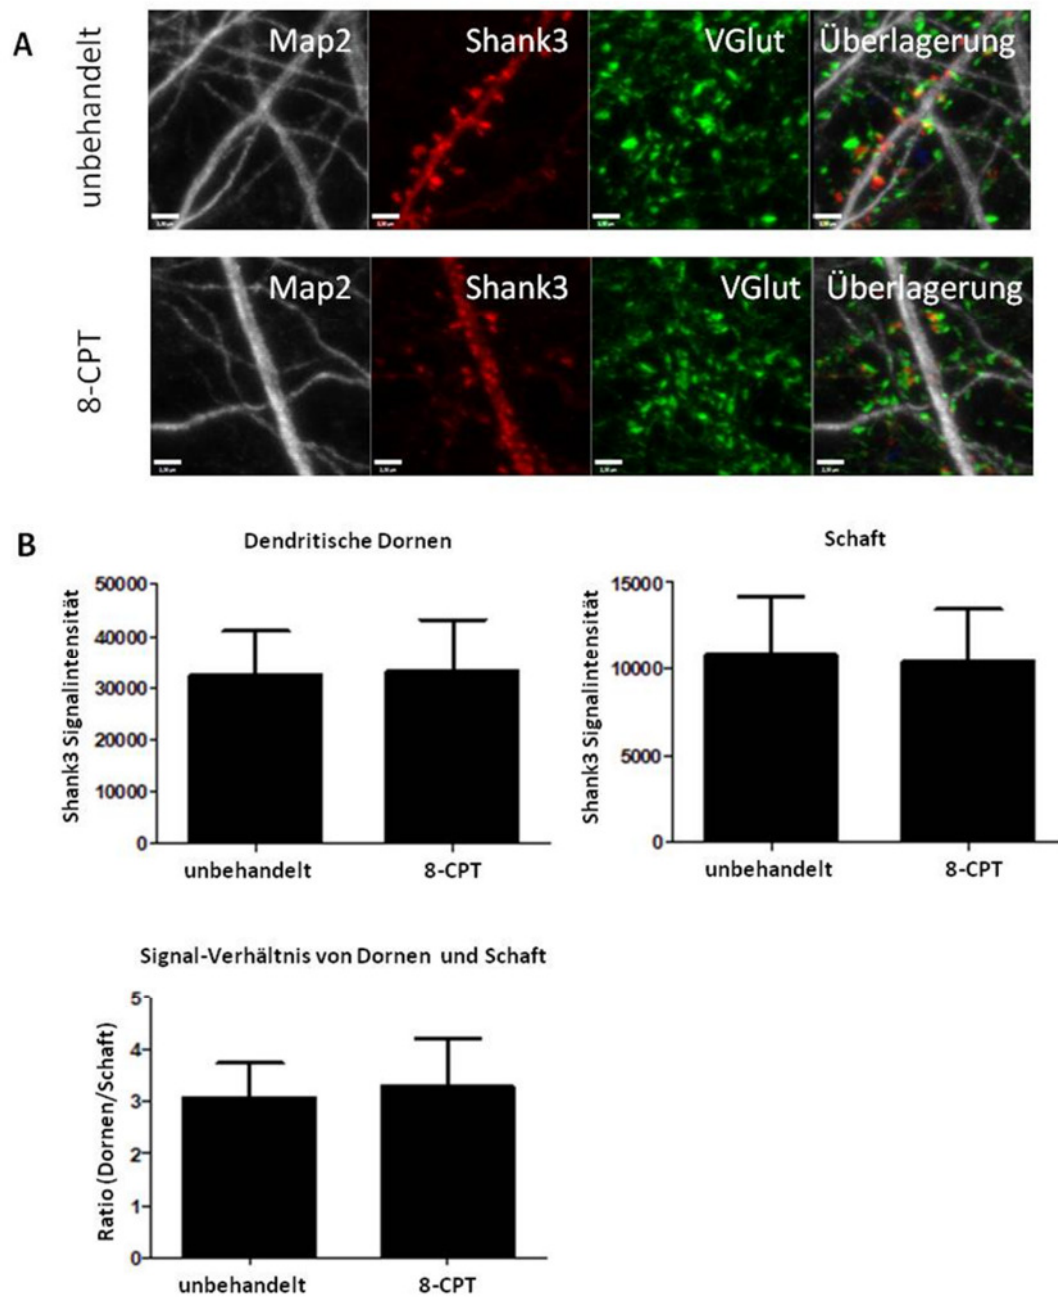 A
unbehandelt
Map2
Shank3
VGlut
Überlagerung
8-CPT
Map2
Shank3
VGlut
Überlagerung
B
Dendritische Dornen
Shank3 Signalintensität
50000
40000
30000
20000
10000
0
unbehandelt
8-CPT
Schaft
Shank3 Signalintensität
15000
10000
5000
0
unbehandelt
8-CPT
Signal-Verhältnis von Dornen und Schaft
Ratio (Dornen/Schaft)
5
4
3
2
1
0
unbehandelt
8-CPT